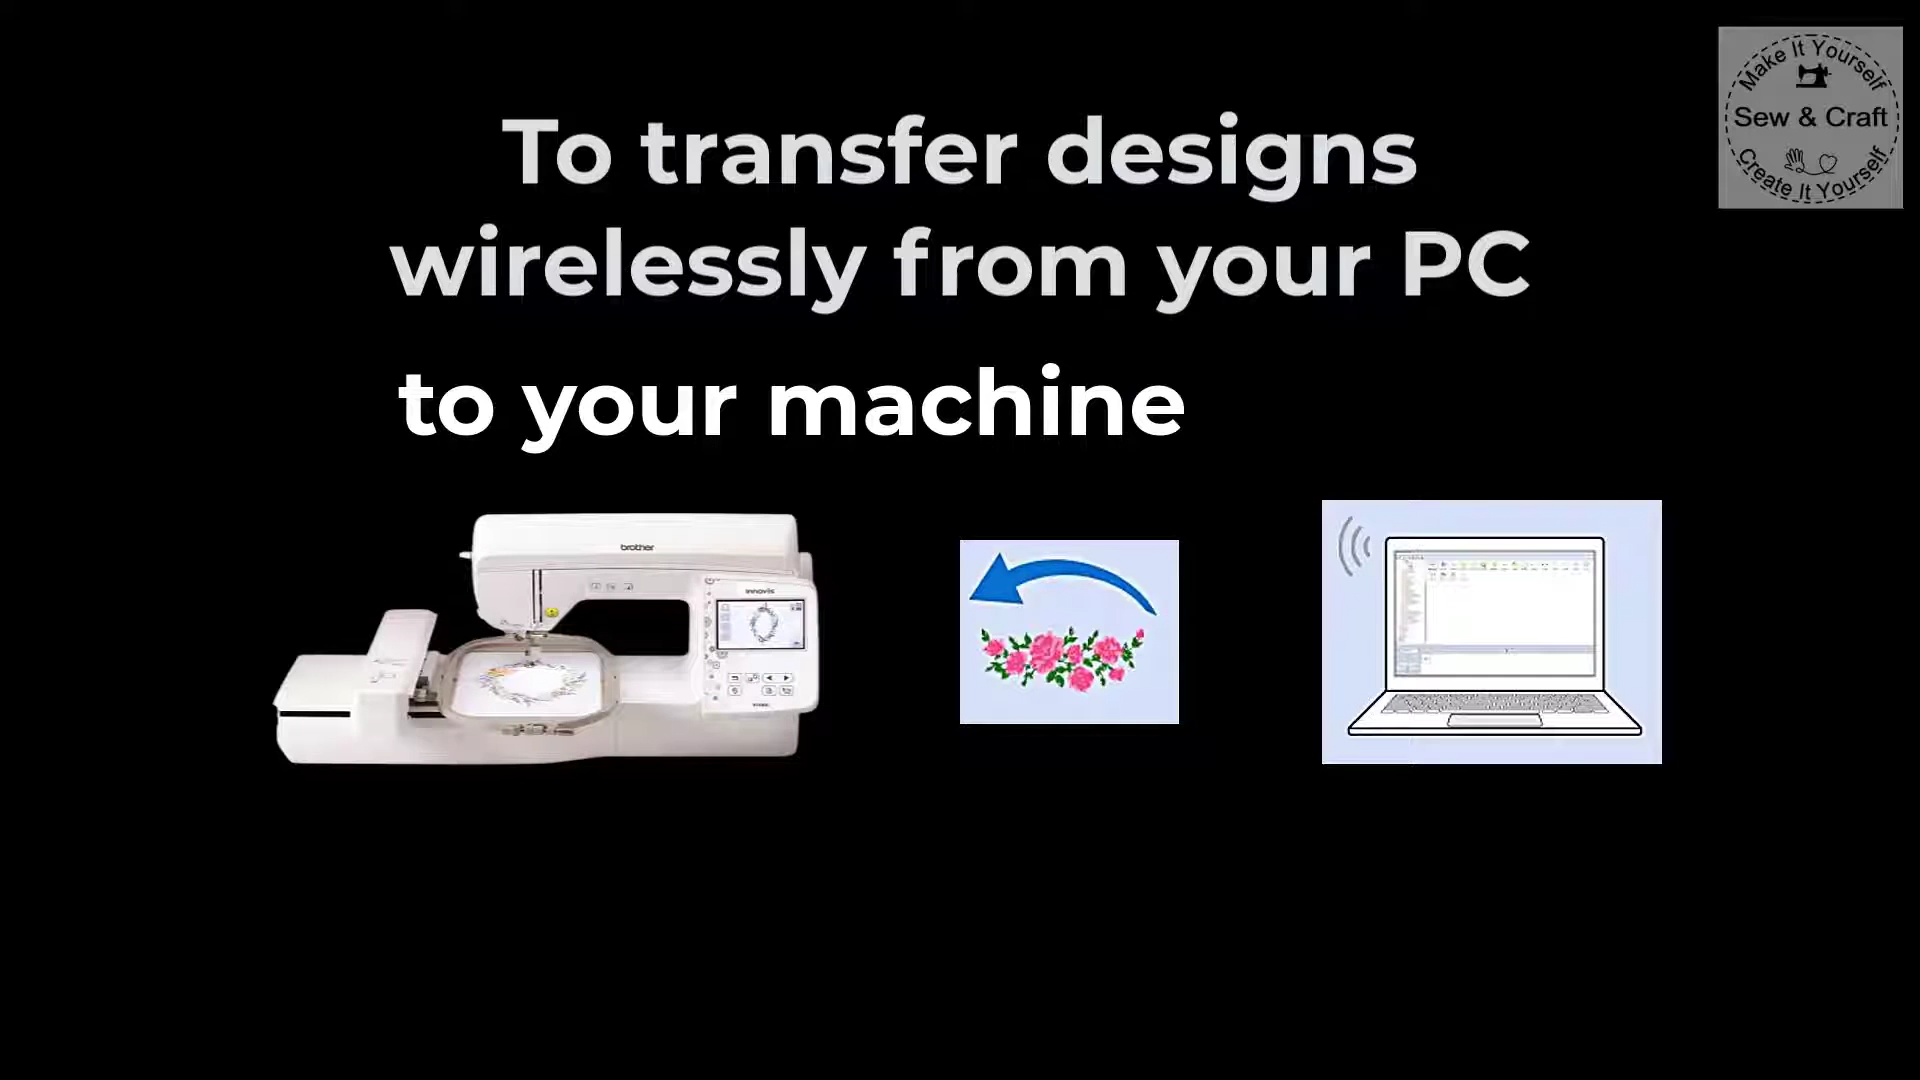 Make It Yourself
Sew & Craft
Create It Yourself
To transfer designs
wirelessly from your PC
to your machine
brother
innovis